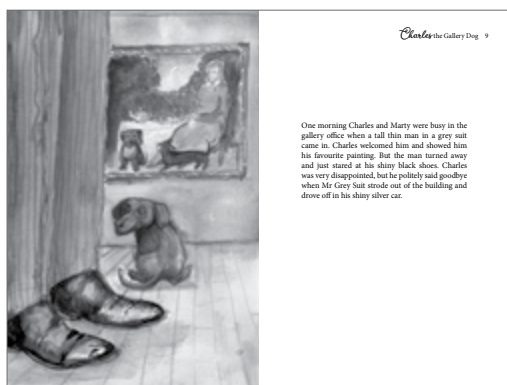 Charles the Gallery Dog 9
One morning Charles and Marty were busy in the
gallery office when a tall thin man in a grey suit
came in. Charles welcomed him and showed him
his favourite painting. But the man turned away
and just stared at his shiny black shoes. Charles
was very disappointed, but he politely said goodbye
when Mr Grey Suit strode out of the building and
drove off in his shiny silver car.